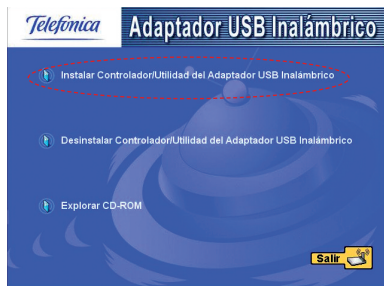 Telefónica
Adaptador USB Inalámbrico
Instalar Controlador/Utilidad del Adaptador USB Inalámbrico
Desinstalar Controlador/Utilidad del Adaptador USB Inalámbrico
Explorar CD-ROM
Salir